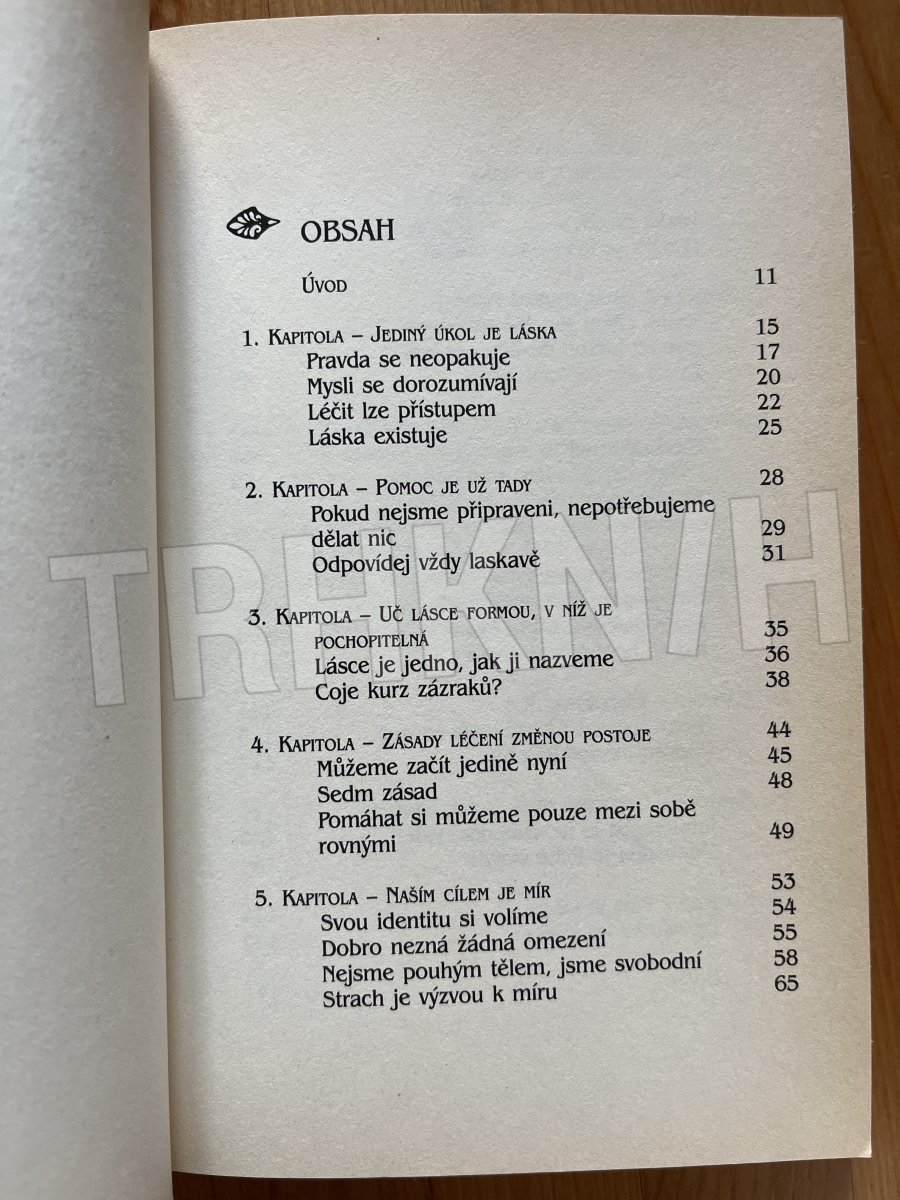 OBSAH
Úvod 11
1. Kapitola – Jediný úkol je láska 15
Pravda se neopakuje 17
Mysli se dorozumívají 20
Léčit lze přístupem 22
Láska existuje 25
2. Kapitola – Pomoc je už tady 28
Pokud nejsme připraveni, nepotřebujeme
dělat nic 29
Odpovídej vždy laskavě 31
3. Kapitola – Uč lásce formou, v níž je
pochopitelná 35
Lásce je jedno, jak ji nazveme 36
Coje kurz zázraků? 38
4. Kapitola – Zásady léčení změnou postoje 44
Můžeme začít jedině nyní 45
Sedm zásad 48
Pomáhat si můžeme pouze mezi sobě
rovnými 49
5. Kapitola – Naším cílem je mír 53
Svou identitu si volíme 54
Dobro nezná žádná omezení 55
Nejsme pouhým tělem, jsme svobodní 58
Strach je výzvou k míru 65
TRHKNIH